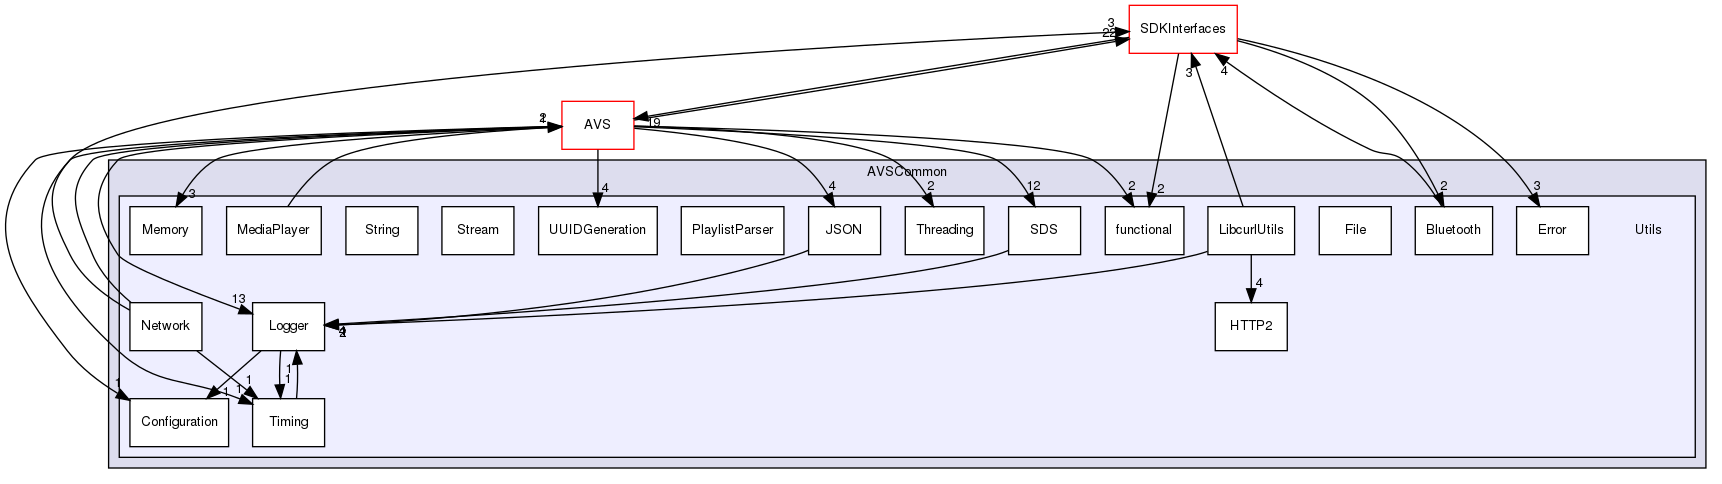 3
22
SDKInterfaces
3
4
AVS
19
AVSCommon
3
4
4
2
12
2
2
2
3
Memory
MediaPlayer
String
Stream
UUIDGeneration
PlaylistParser
JSON
Threading
SDS
functional
LibcurlUtils
File
Bluetooth
Error
Utils
13
4
Network
Logger
HTTP2
1
1
1
1
1
1
Configuration
Timing